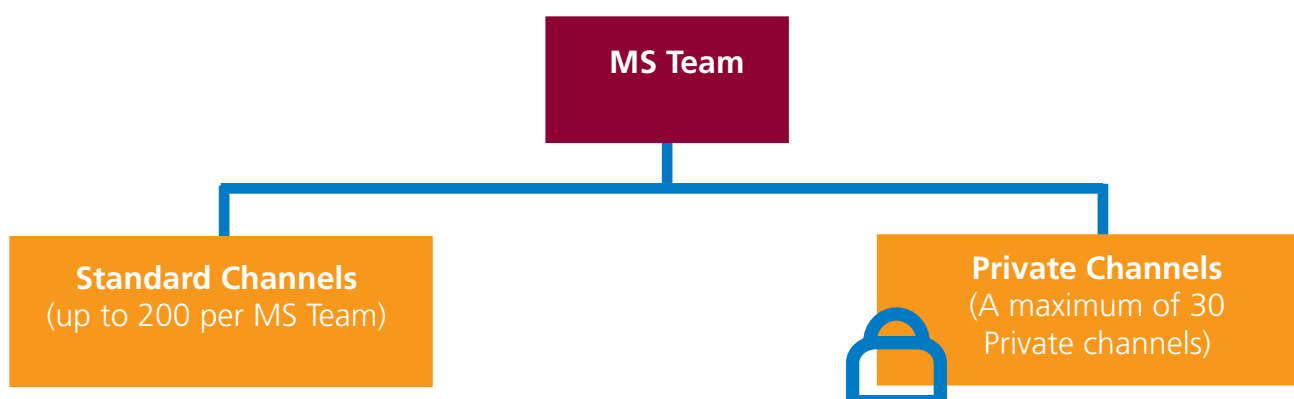 MS Team
Standard Channels
(up to 200 per MS Team)
Private Channels
(A maximum of 30
Private channels)